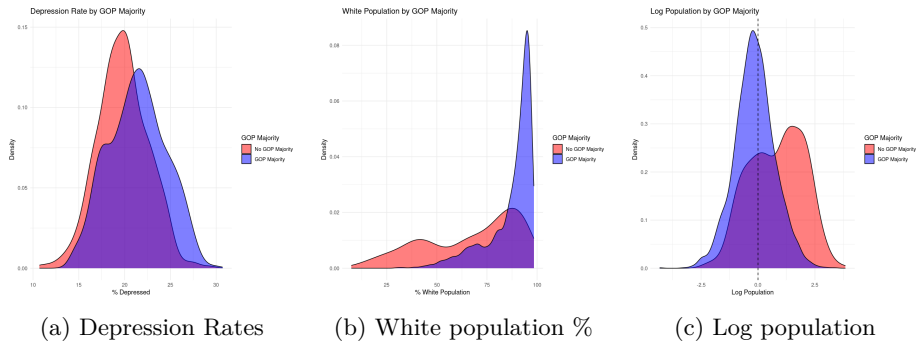 Depression Rate by GOP Majority
0.15
0.10
0.05
0.00
Density
10 15 20 25 30
% Depressed
GOP Majority
No GOP Majority
GOP Majority
(a) Depression Rates
White Population by GOP Majority
0.08
0.06
0.04
0.02
0.00
Density
25 50 75 100
% White Population
GOP Majority
No GOP Majority
GOP Majority
(b) White population %
Log Population by GOP Majority
0.5
0.4
0.3
0.2
0.1
0.0
Density
-2.5 0.0 2.5
Log Population
GOP Majority
No GOP Majority
GOP Majority
(c) Log population